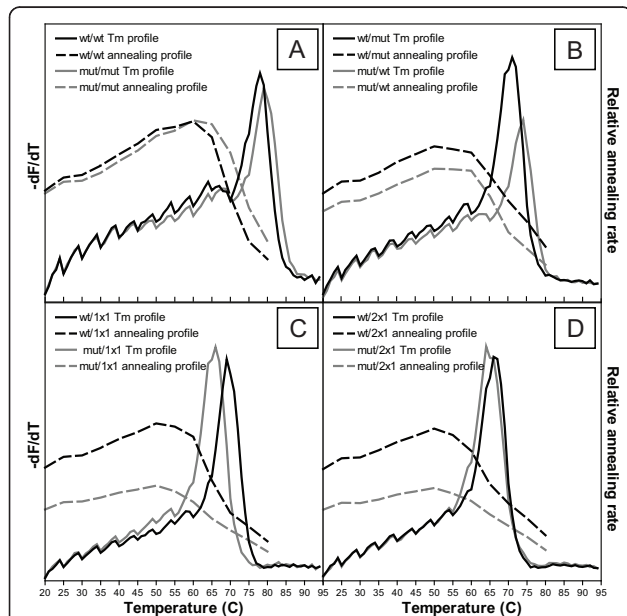 wt/wt Tm profile
wt/wt annealing profile
mut/mut Tm profile
mut/mut annealing profile
A
wt/mut Tm profile
wt/mut annealing profile
mut/wt Tm profile
mut/wt annealing profile
B
-dF/dT
Relative annealing rate
wt/1x1 Tm profile
wt/1x1 annealing profile
mut/1x1 Tm profile
mut/1x1 annealing profile
C
wt/2x1 Tm profile
wt/2x1 annealing profile
mut/2x1 Tm profile
mut/2x1 annealing profile
D
-dF/dT
Relative annealing rate
20 25 30 35 40 45 50 55 60 65 70 75 80 85 90 95 25 30 35 40 45 50 55 60 65 70 75 80 85 90 95
Temperature (C) Temperature (C)